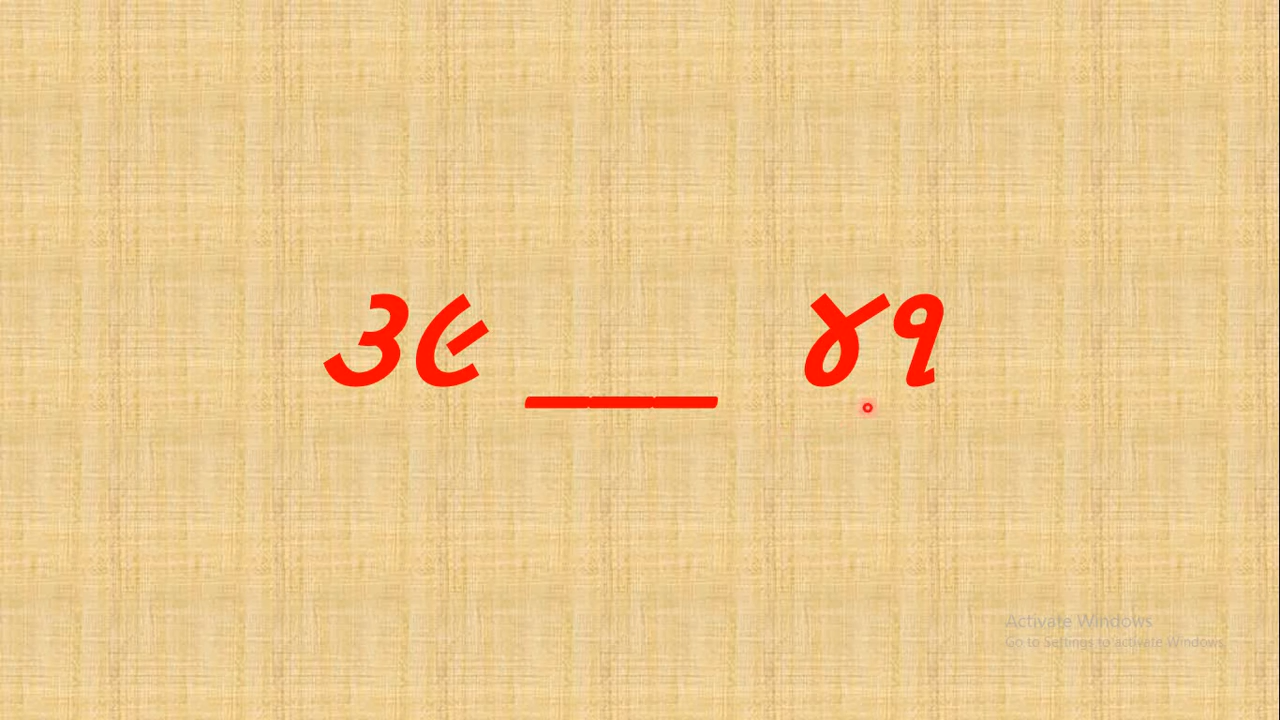 ૩૯ ___ ૪૧
Activate Windows
Go to Settings to activate Windows.